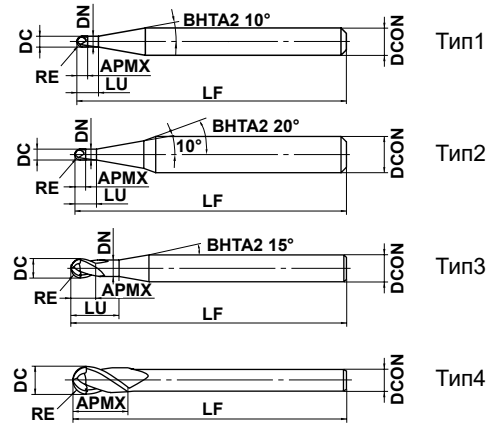 BHTA2 10°
DC
DN
RE
APMX
LU
LF
DCON
Тип1
BHTA2 20°
10°
DC
DN
RE
APMX
LU
LF
DCON
Тип2
BHTA2 15°
DC
DN
RE
APMX
LU
LF
DCON
Тип3
DC
RE
APMX
LF
DCON
Тип4